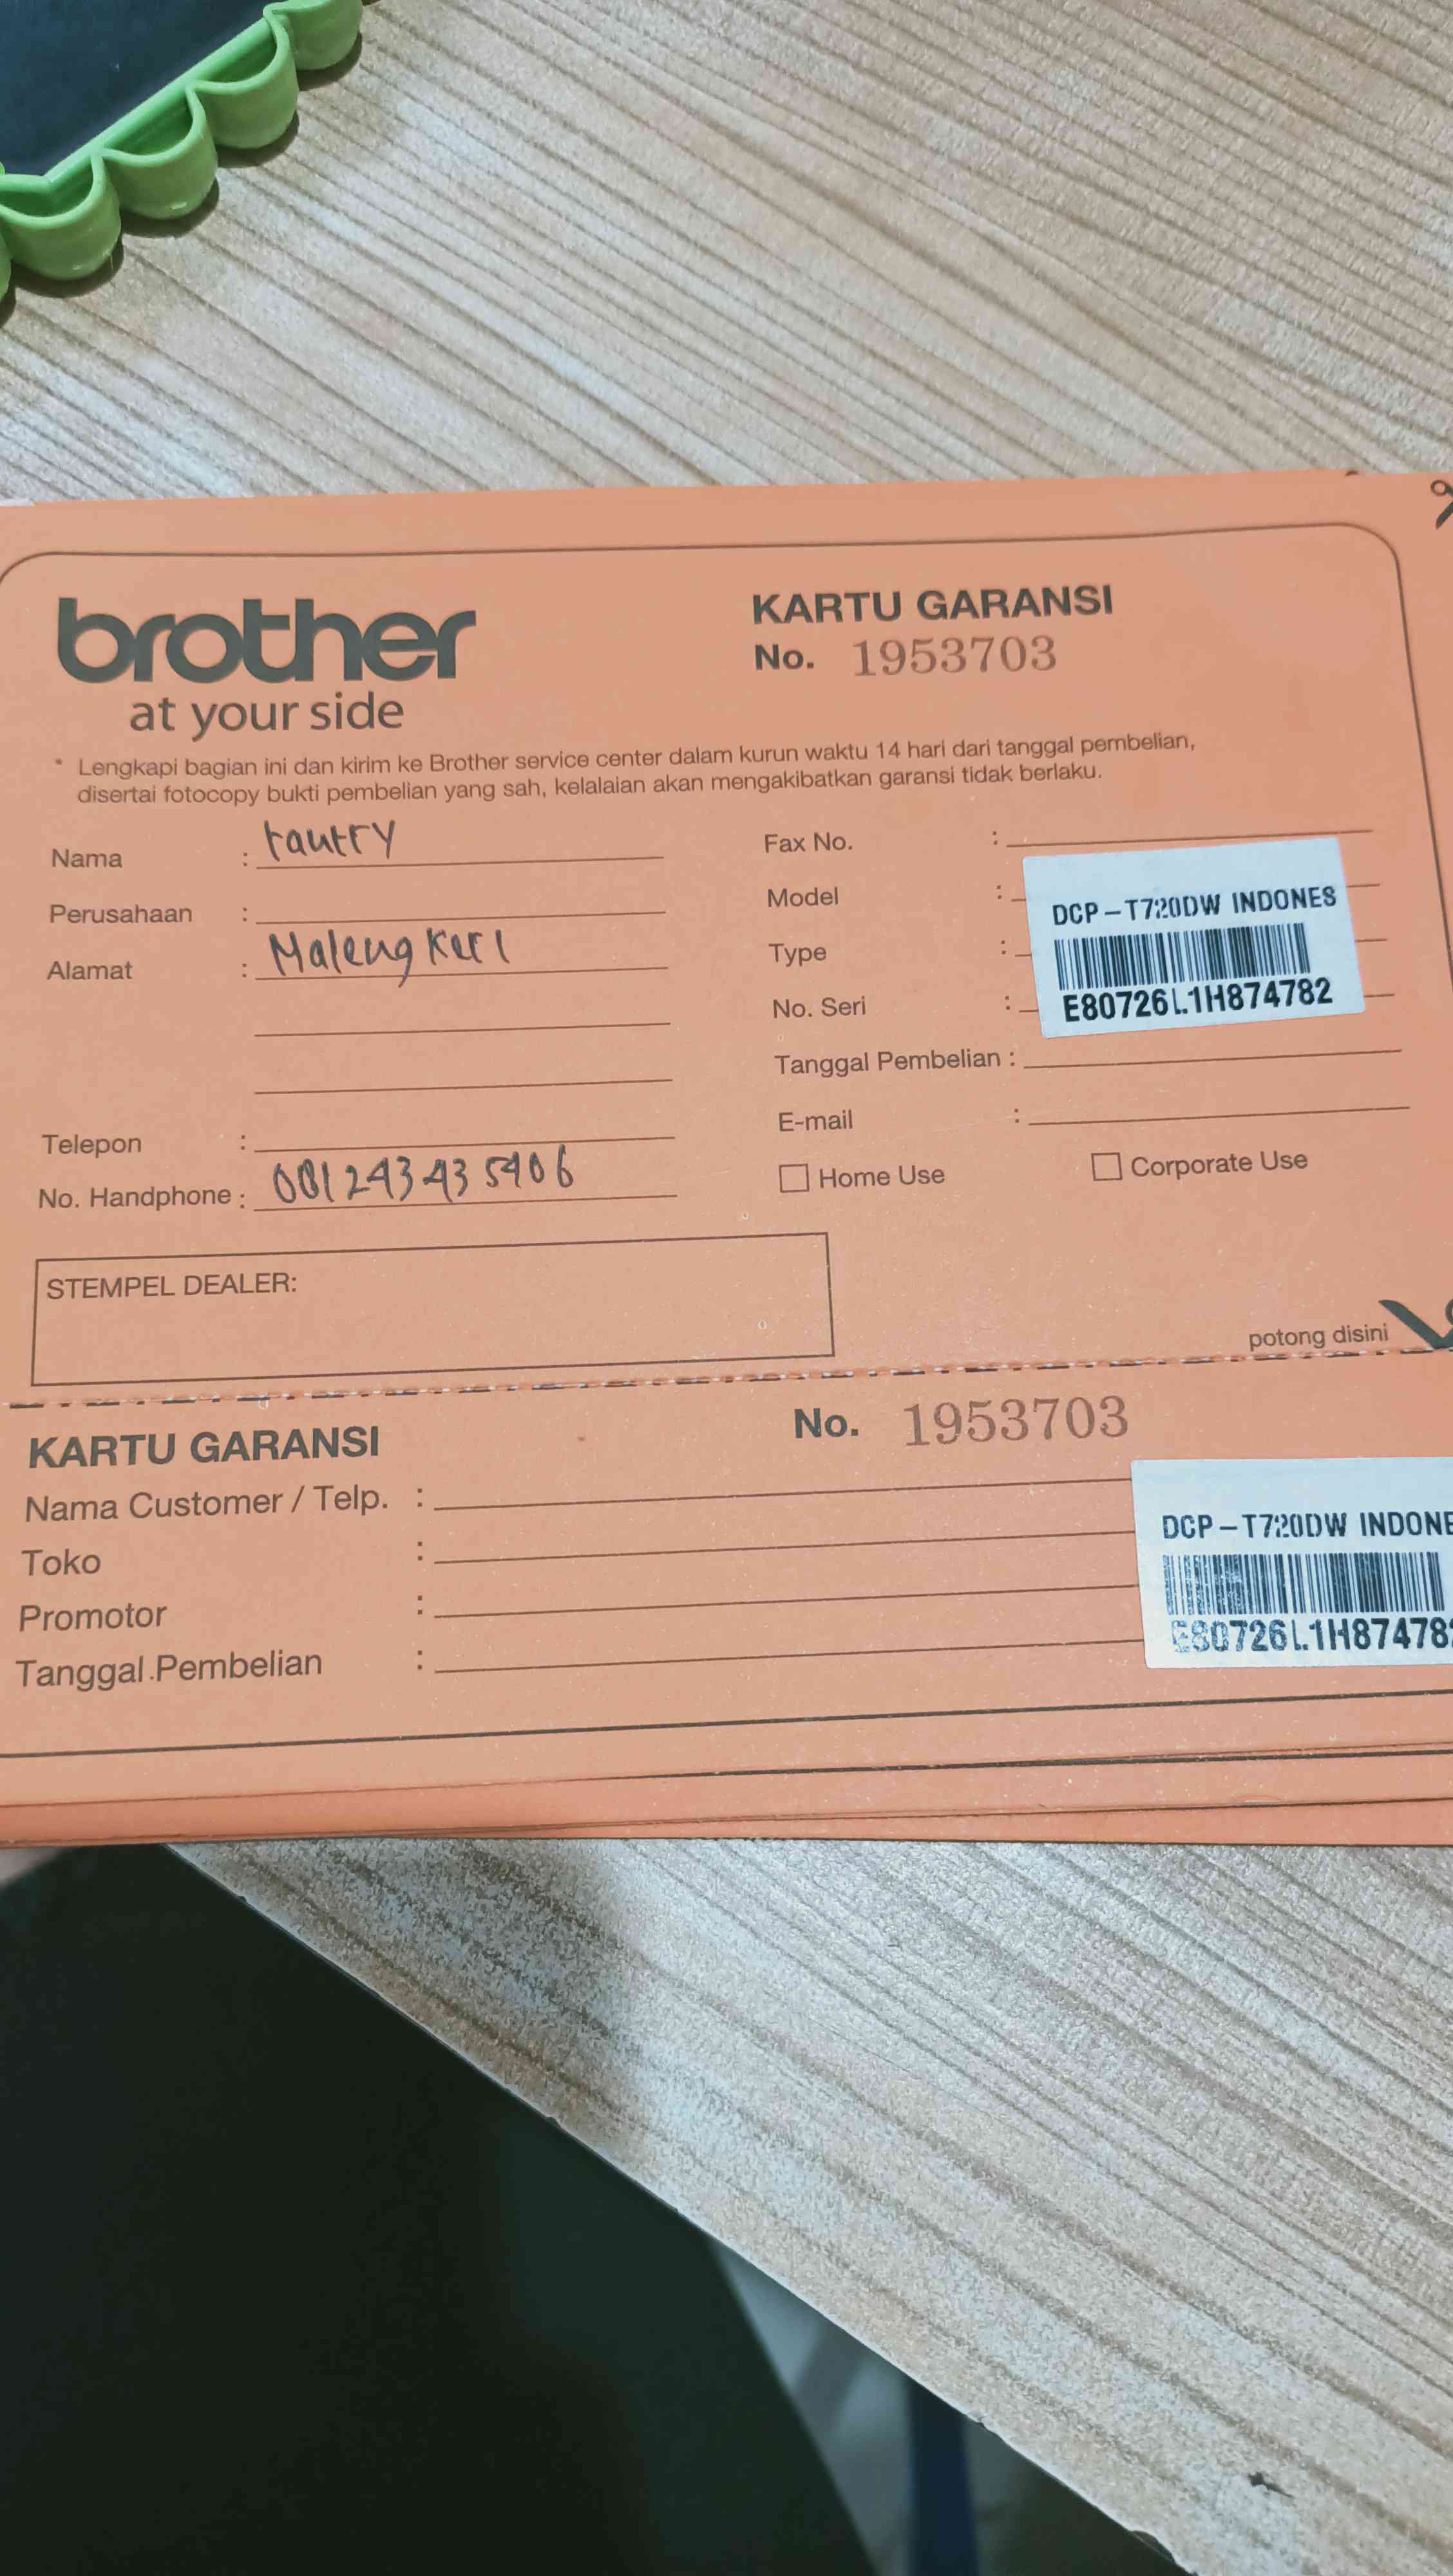 brother
at your side
KARTU GARANSI
No. 1953703
* Lengkapi bagian ini dan kirim ke Brother service center dalam kurun waktu 14 hari dari tanggal pembelian,
disertai fotocopy bukti pembelian yang sah, kelalaian akan mengakibatkan garansi tidak berlaku.
Nama :
Perusahaan :
Alamat :
Telepon :
No. Handphone : 081243435406
Fax No. :
Model :
Type :
No. Seri :
DCP-T720DW INDONES
E80726L1H874782
Tanggal Pembelian :
E-mail :
Home Use Corporate Use
STEMPEL DEALER:
potong disini
KARTU GARANSI No. 1953703
Nama Customer / Telp. :
Toko :
Promotor :
Tanggal Pembelian :
DCP-T720DW INDONE
E80726L1H87478